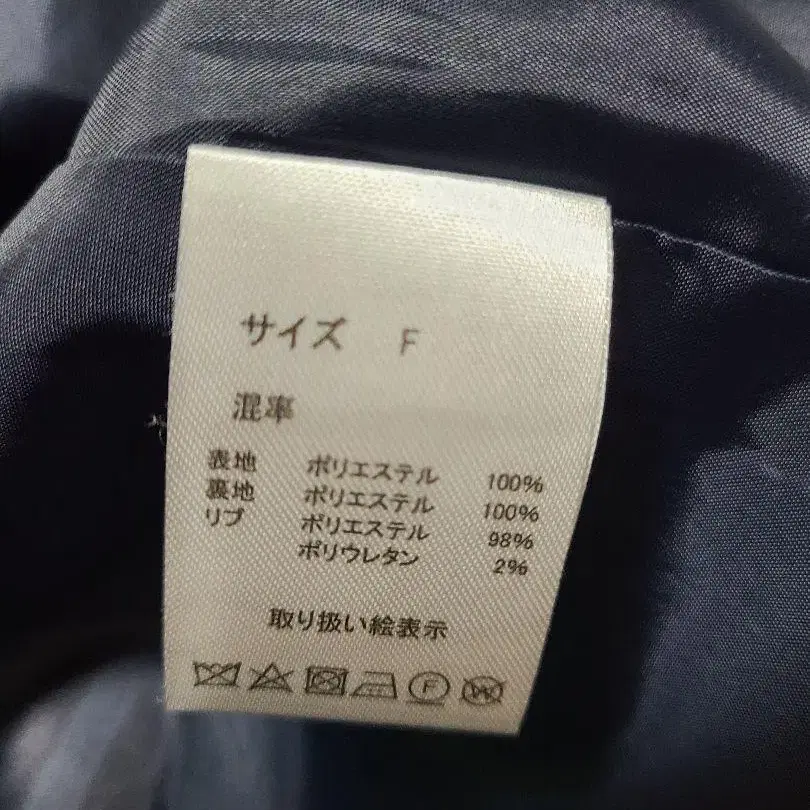 サイズ F
混率
表地 ポリエステル 100%
裏地 ポリエステル 100%
リブ ポリエステル 98%
ポリウレタン 2%
取り扱い絵表示
F W